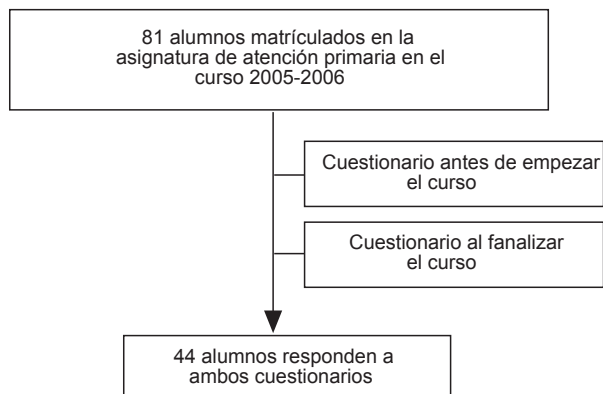 81 alumnos matrículados en la
asignatura de atención primaria en el
curso 2005-2006
Cuestionario antes de empezar
el curso
Cuestionario al fanalizar
el curso
44 alumnos responden a
ambos cuestionarios